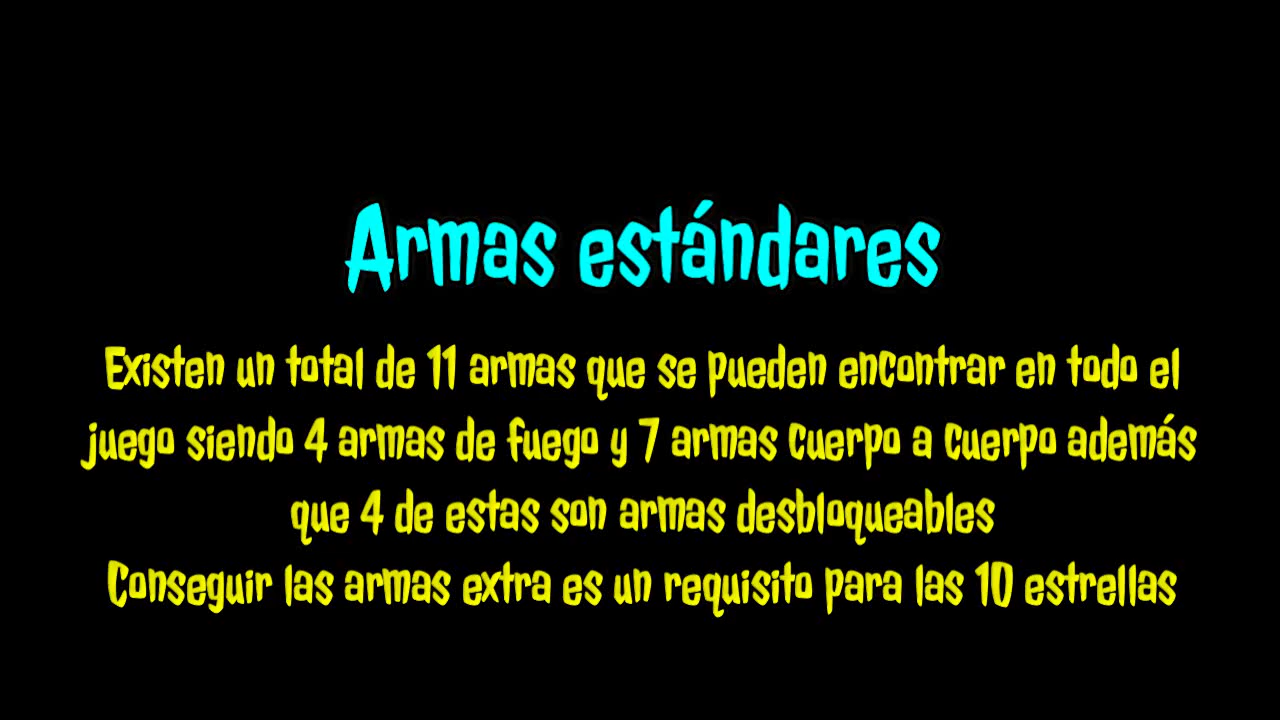 Armas estándares
Existen un total de 11 armas que se pueden encontrar en todo el
juego siendo 4 armas de fuego y 7 armas cuerpo a cuerpo además
que 4 de estas son armas desbloqueables
Conseguir las armas extra es un requisito para las 10 estrellas